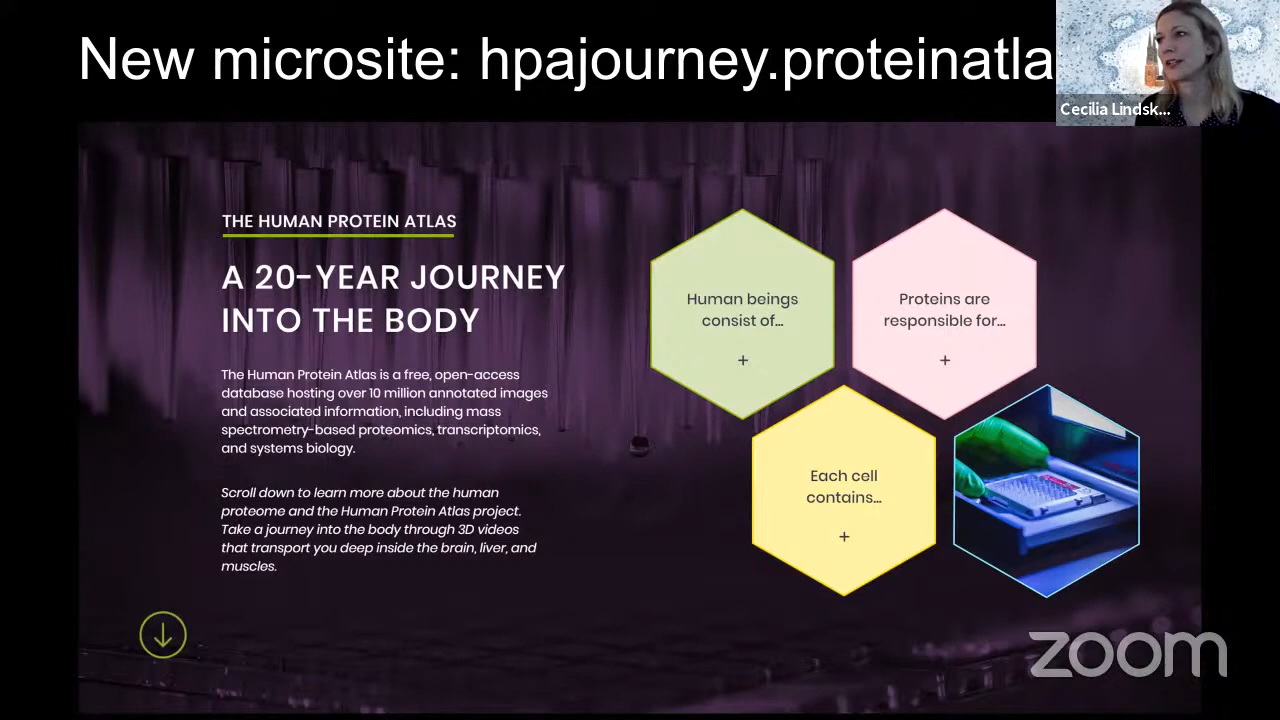 New microsite: hpajourney.proteinatla
Cecilia Lindsk...
THE HUMAN PROTEIN ATLAS
A 20-YEAR JOURNEY
INTO THE BODY
The Human Protein Atlas is a free, open-access
database hosting over 10 million annotated images
and associated information, including mass
spectrometry-based proteomics, transcriptomics,
and systems biology.
Scroll down to learn more about the human
proteome and the Human Protein Atlas project.
Take a journey into the body through 3D videos
that transport you deep inside the brain, liver, and
muscles.
Human beings
consist of...
+
Proteins are
responsible for...
+
Each cell
contains...
+
zoom